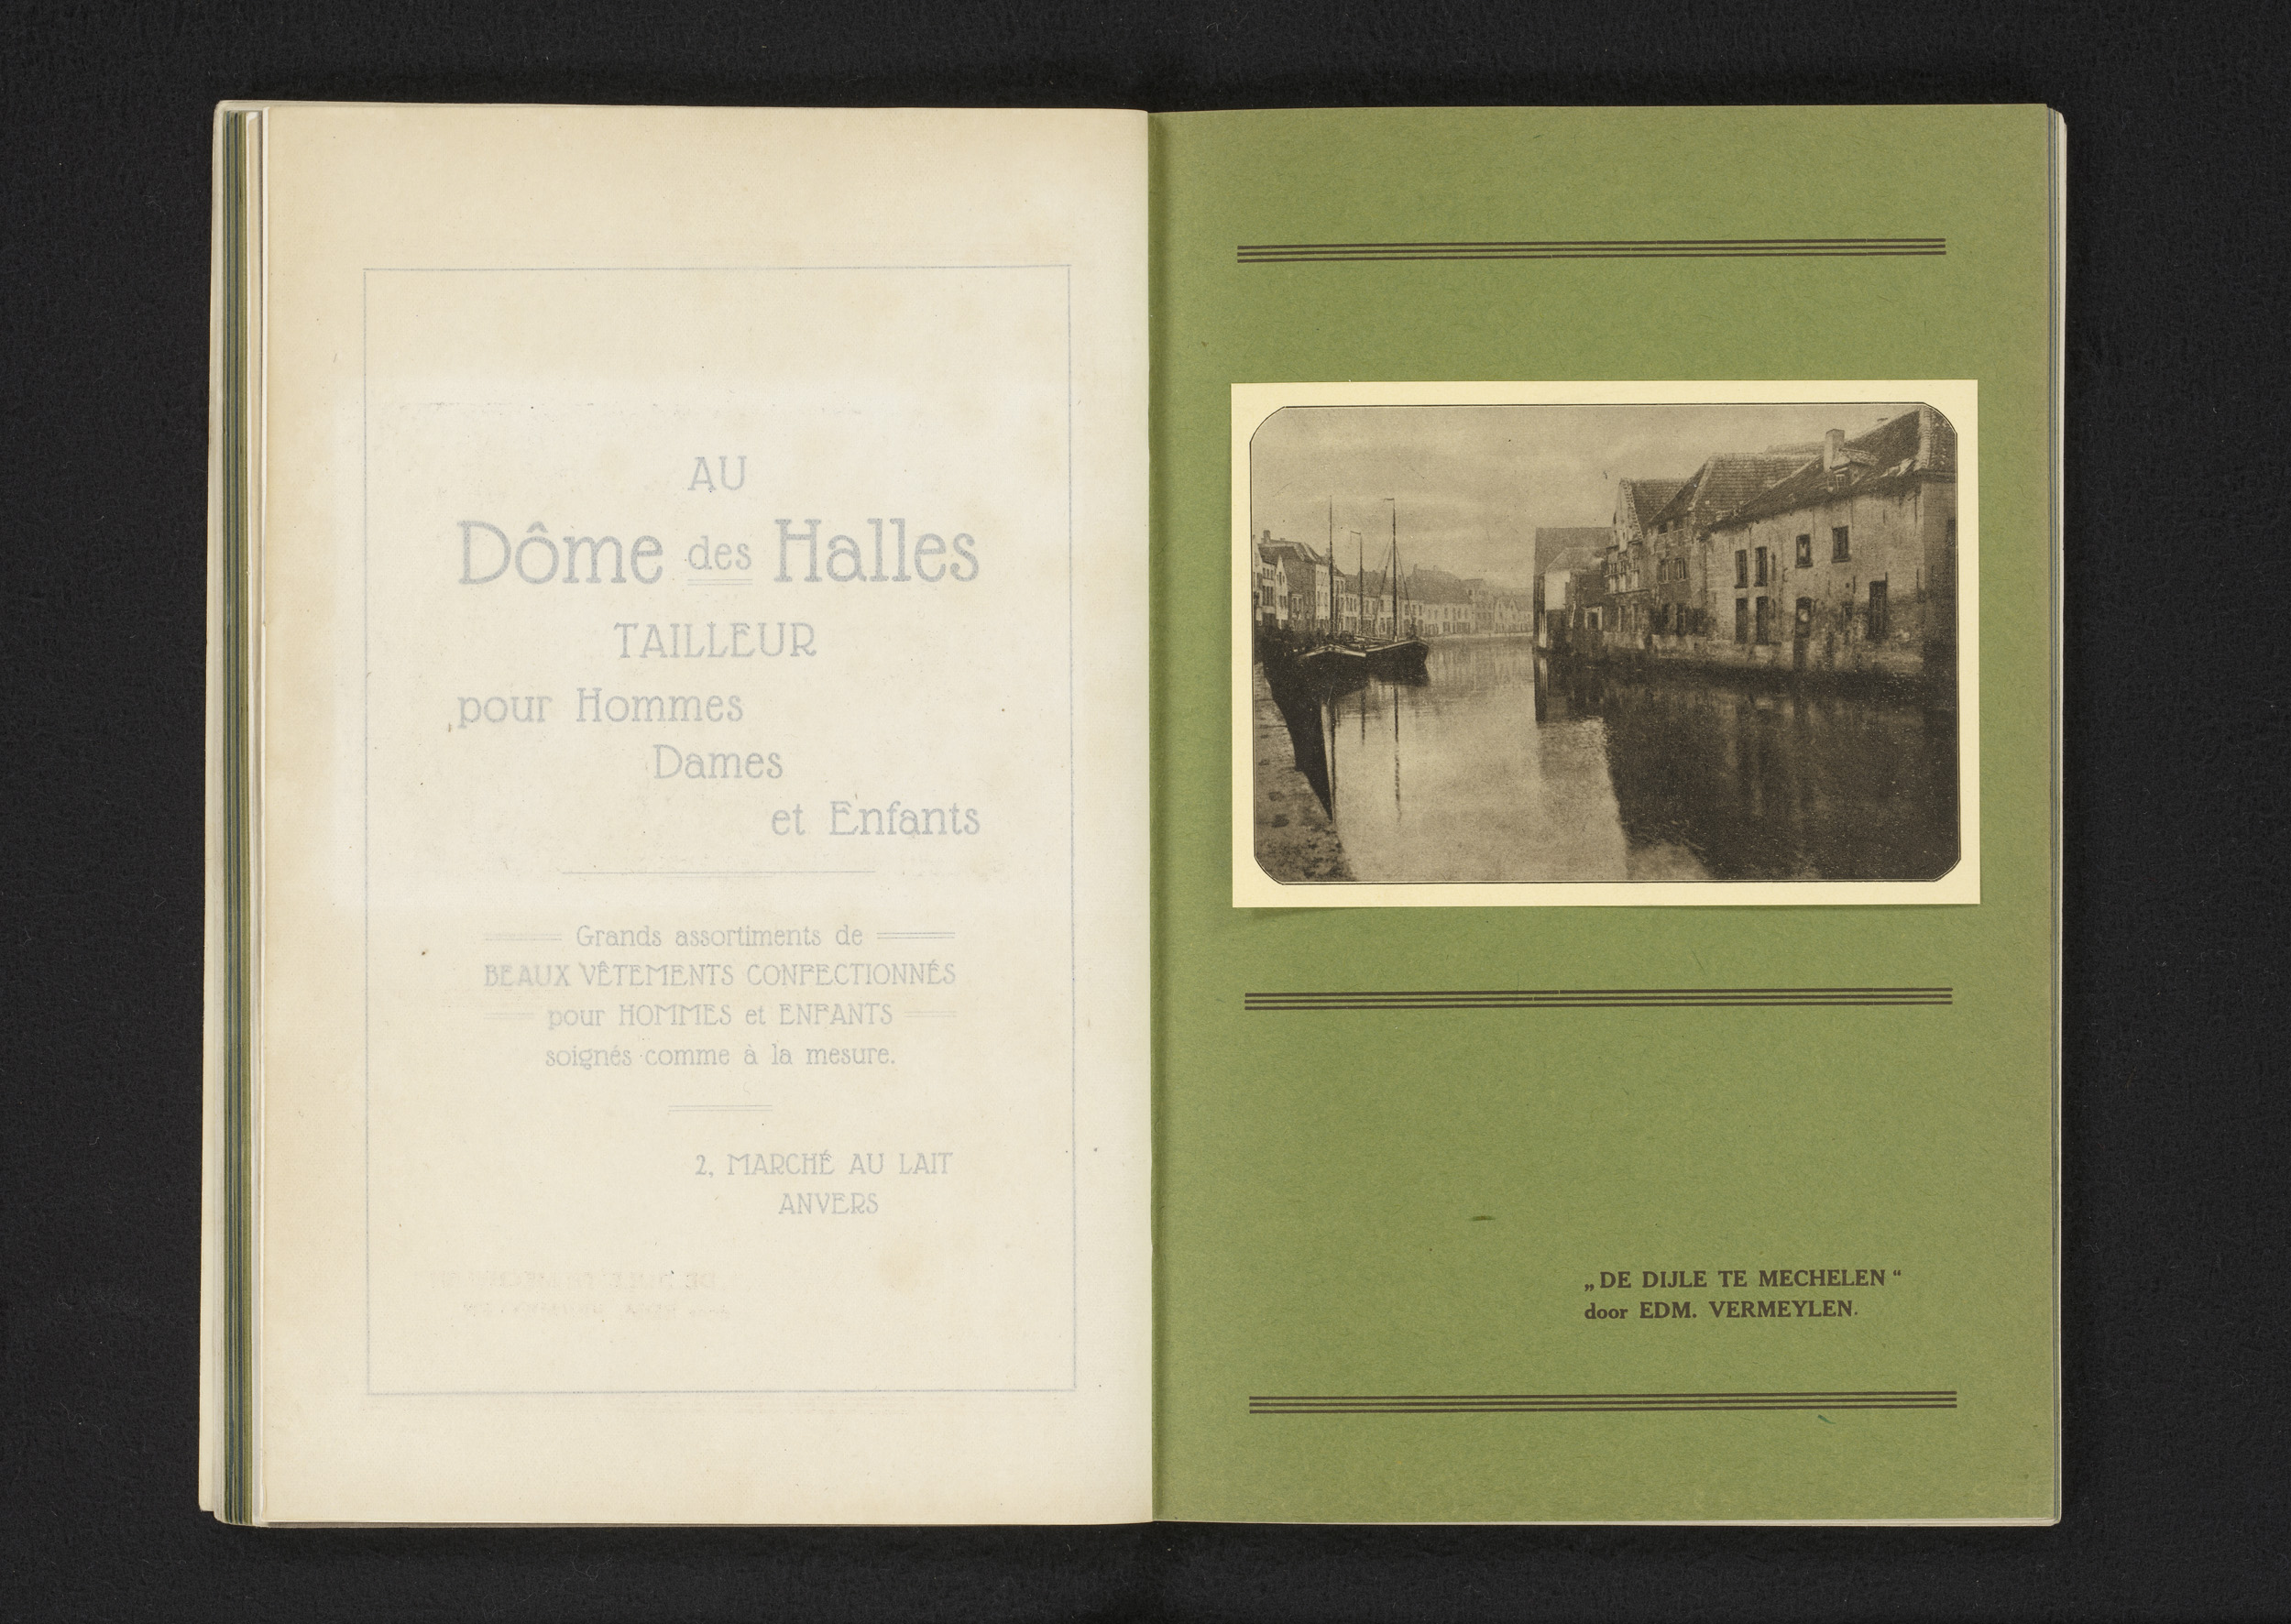 AU
Dôme des Halles
TAILLEUR
pour Hommes
Dames
et Enfants
Grands assortiments de
BEAUX VÊTEMENTS CONFECTIONNÉS
pour HOMMES et ENFANTS
soignés comme à la mesure.
2, MARCHÉ AU LAIT
ANVERS
„DE DIJLE TE MECHELEN“
door EDM. VERMEYLEN.